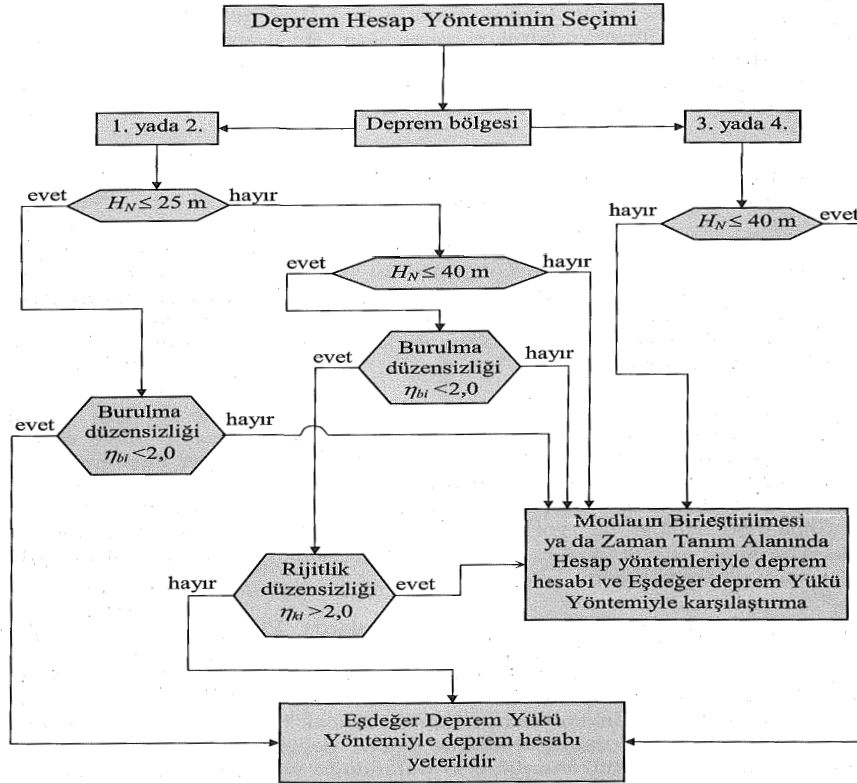 Deprem Hesap Yönteminin Seçimi
1. yada 2.
Deprem bölgesi
3. yada 4.
evet
H_N ≤ 25 m
hayır
hayır
H_N ≤ 40 m
evet
evet
H_N ≤ 40 m
hayır
evet
Burulma
düzensizliği
η_bi <2,0
hayır
evet
Burulma
düzensizliği
η_bi <2,0
hayır
Modların Birleştirilmesi
ya da Zaman Tanım Alanında
Hesap yöntemleriyle deprem
hesabı ve Eşdeğer deprem Yükü
Yöntemiyle karşılaştırma
hayır
Rijitlik
düzensizliği
η_ki >2,0
evet
Eşdeğer Deprem Yükü
Yöntemiyle deprem hesabı
yeterlidir